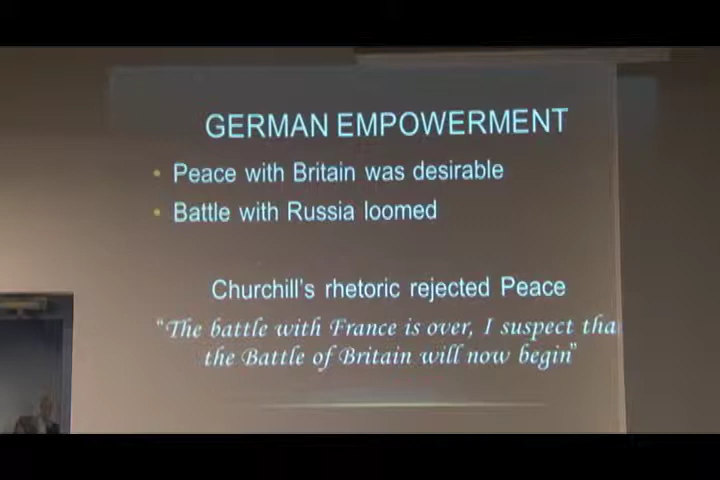 GERMAN EMPOWERMENT
• Peace with Britain was desirable
• Battle with Russia loomed
Churchill's rhetoric rejected Peace
“The battle with France is over, I suspect tha
the Battle of Britain will now begin”